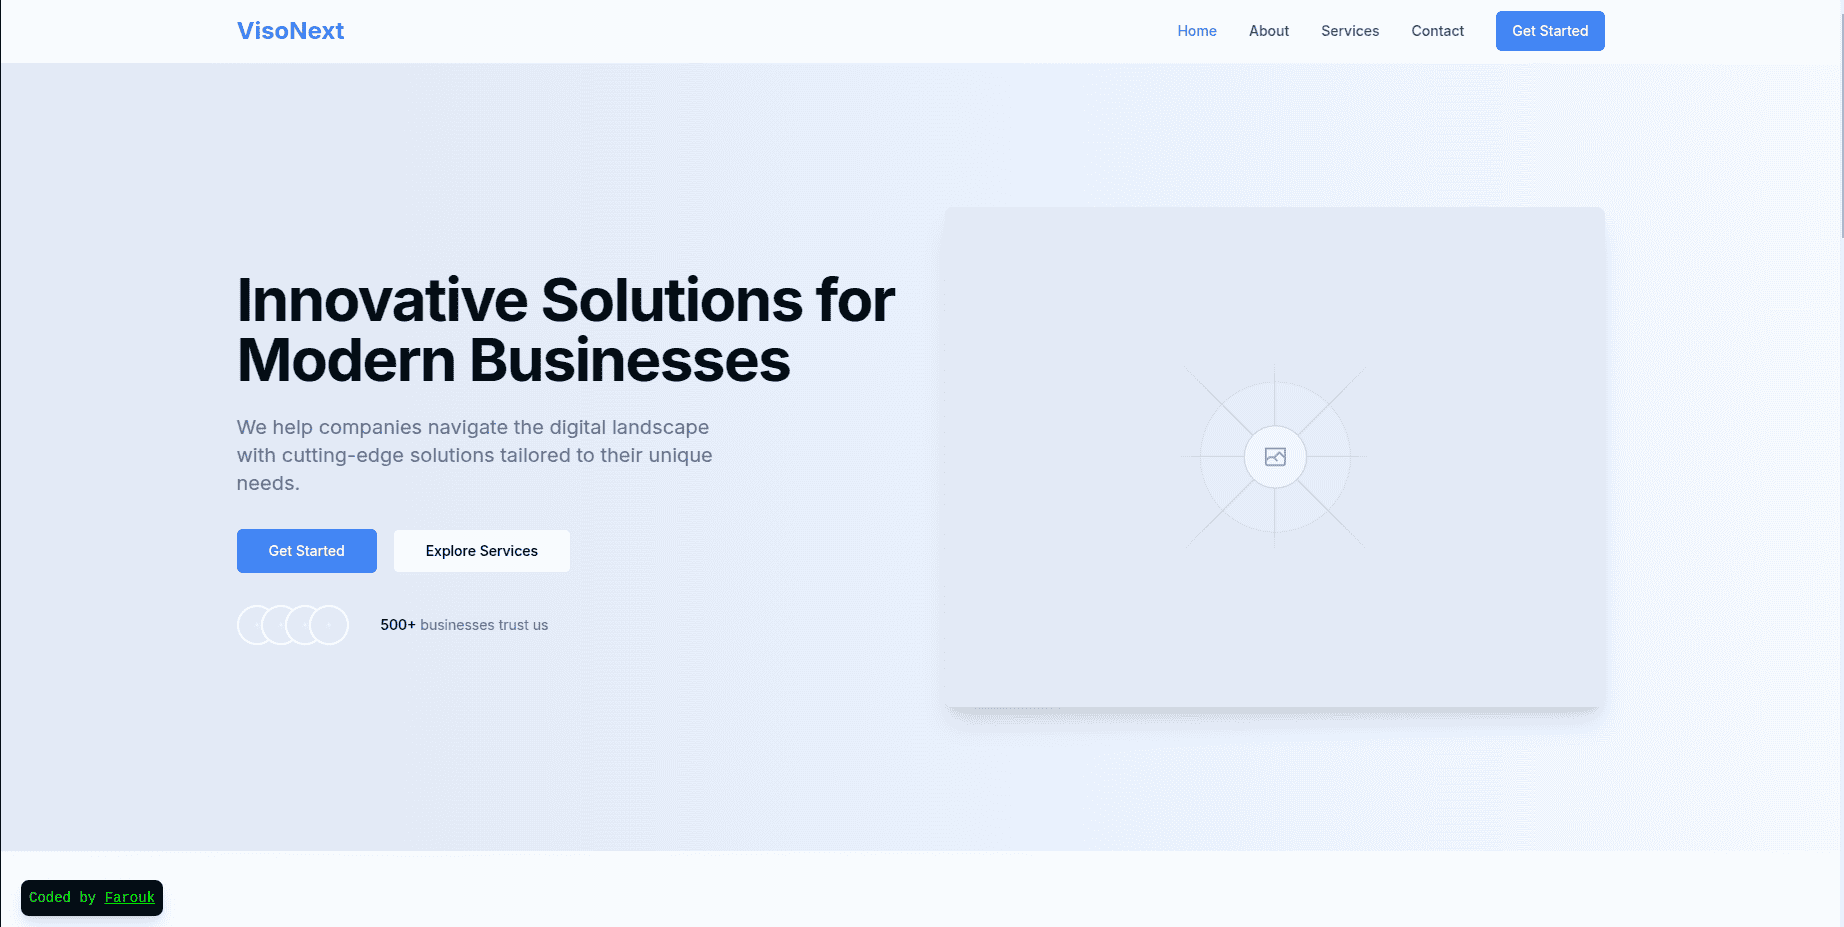 VisoNext
Home
About
Services
Contact
Get Started
Innovative Solutions for
Modern Businesses
We help companies navigate the digital landscape
with cutting-edge solutions tailored to their unique
needs.
Get Started
Explore Services
500+ businesses trust us
Coded by Farouk